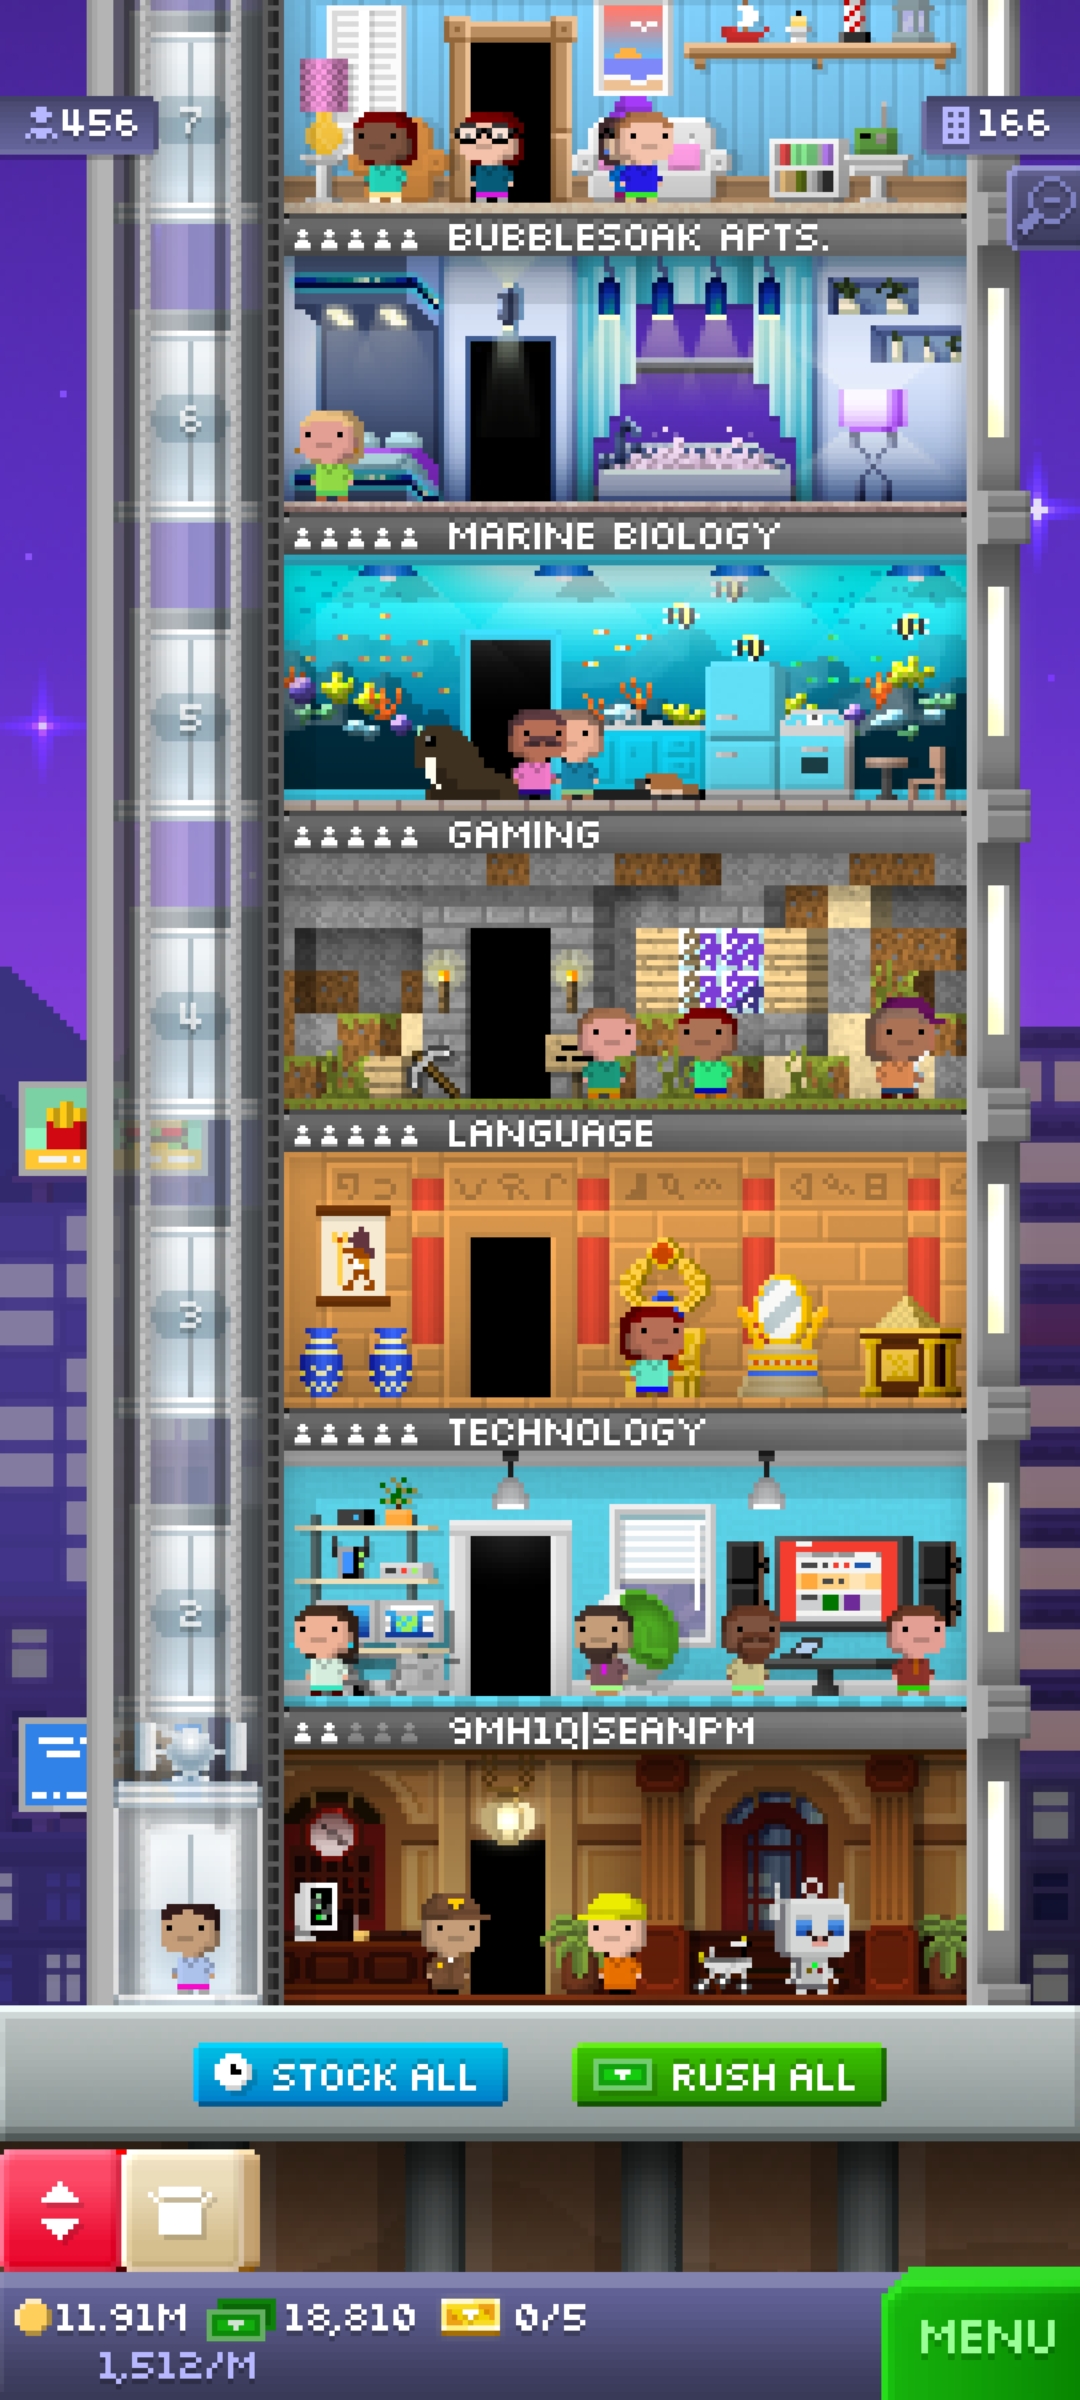 7
456
166
BUBBLESOAK APTS.
6
MARINE BIOLOGY
5
GAMING
4
LANGUAGE
3
TECHNOLOGY
2
9MH1Q|SEANPM
STOCK ALL
RUSH ALL
11.91M
18,810
0/5
1,512/M
MENU